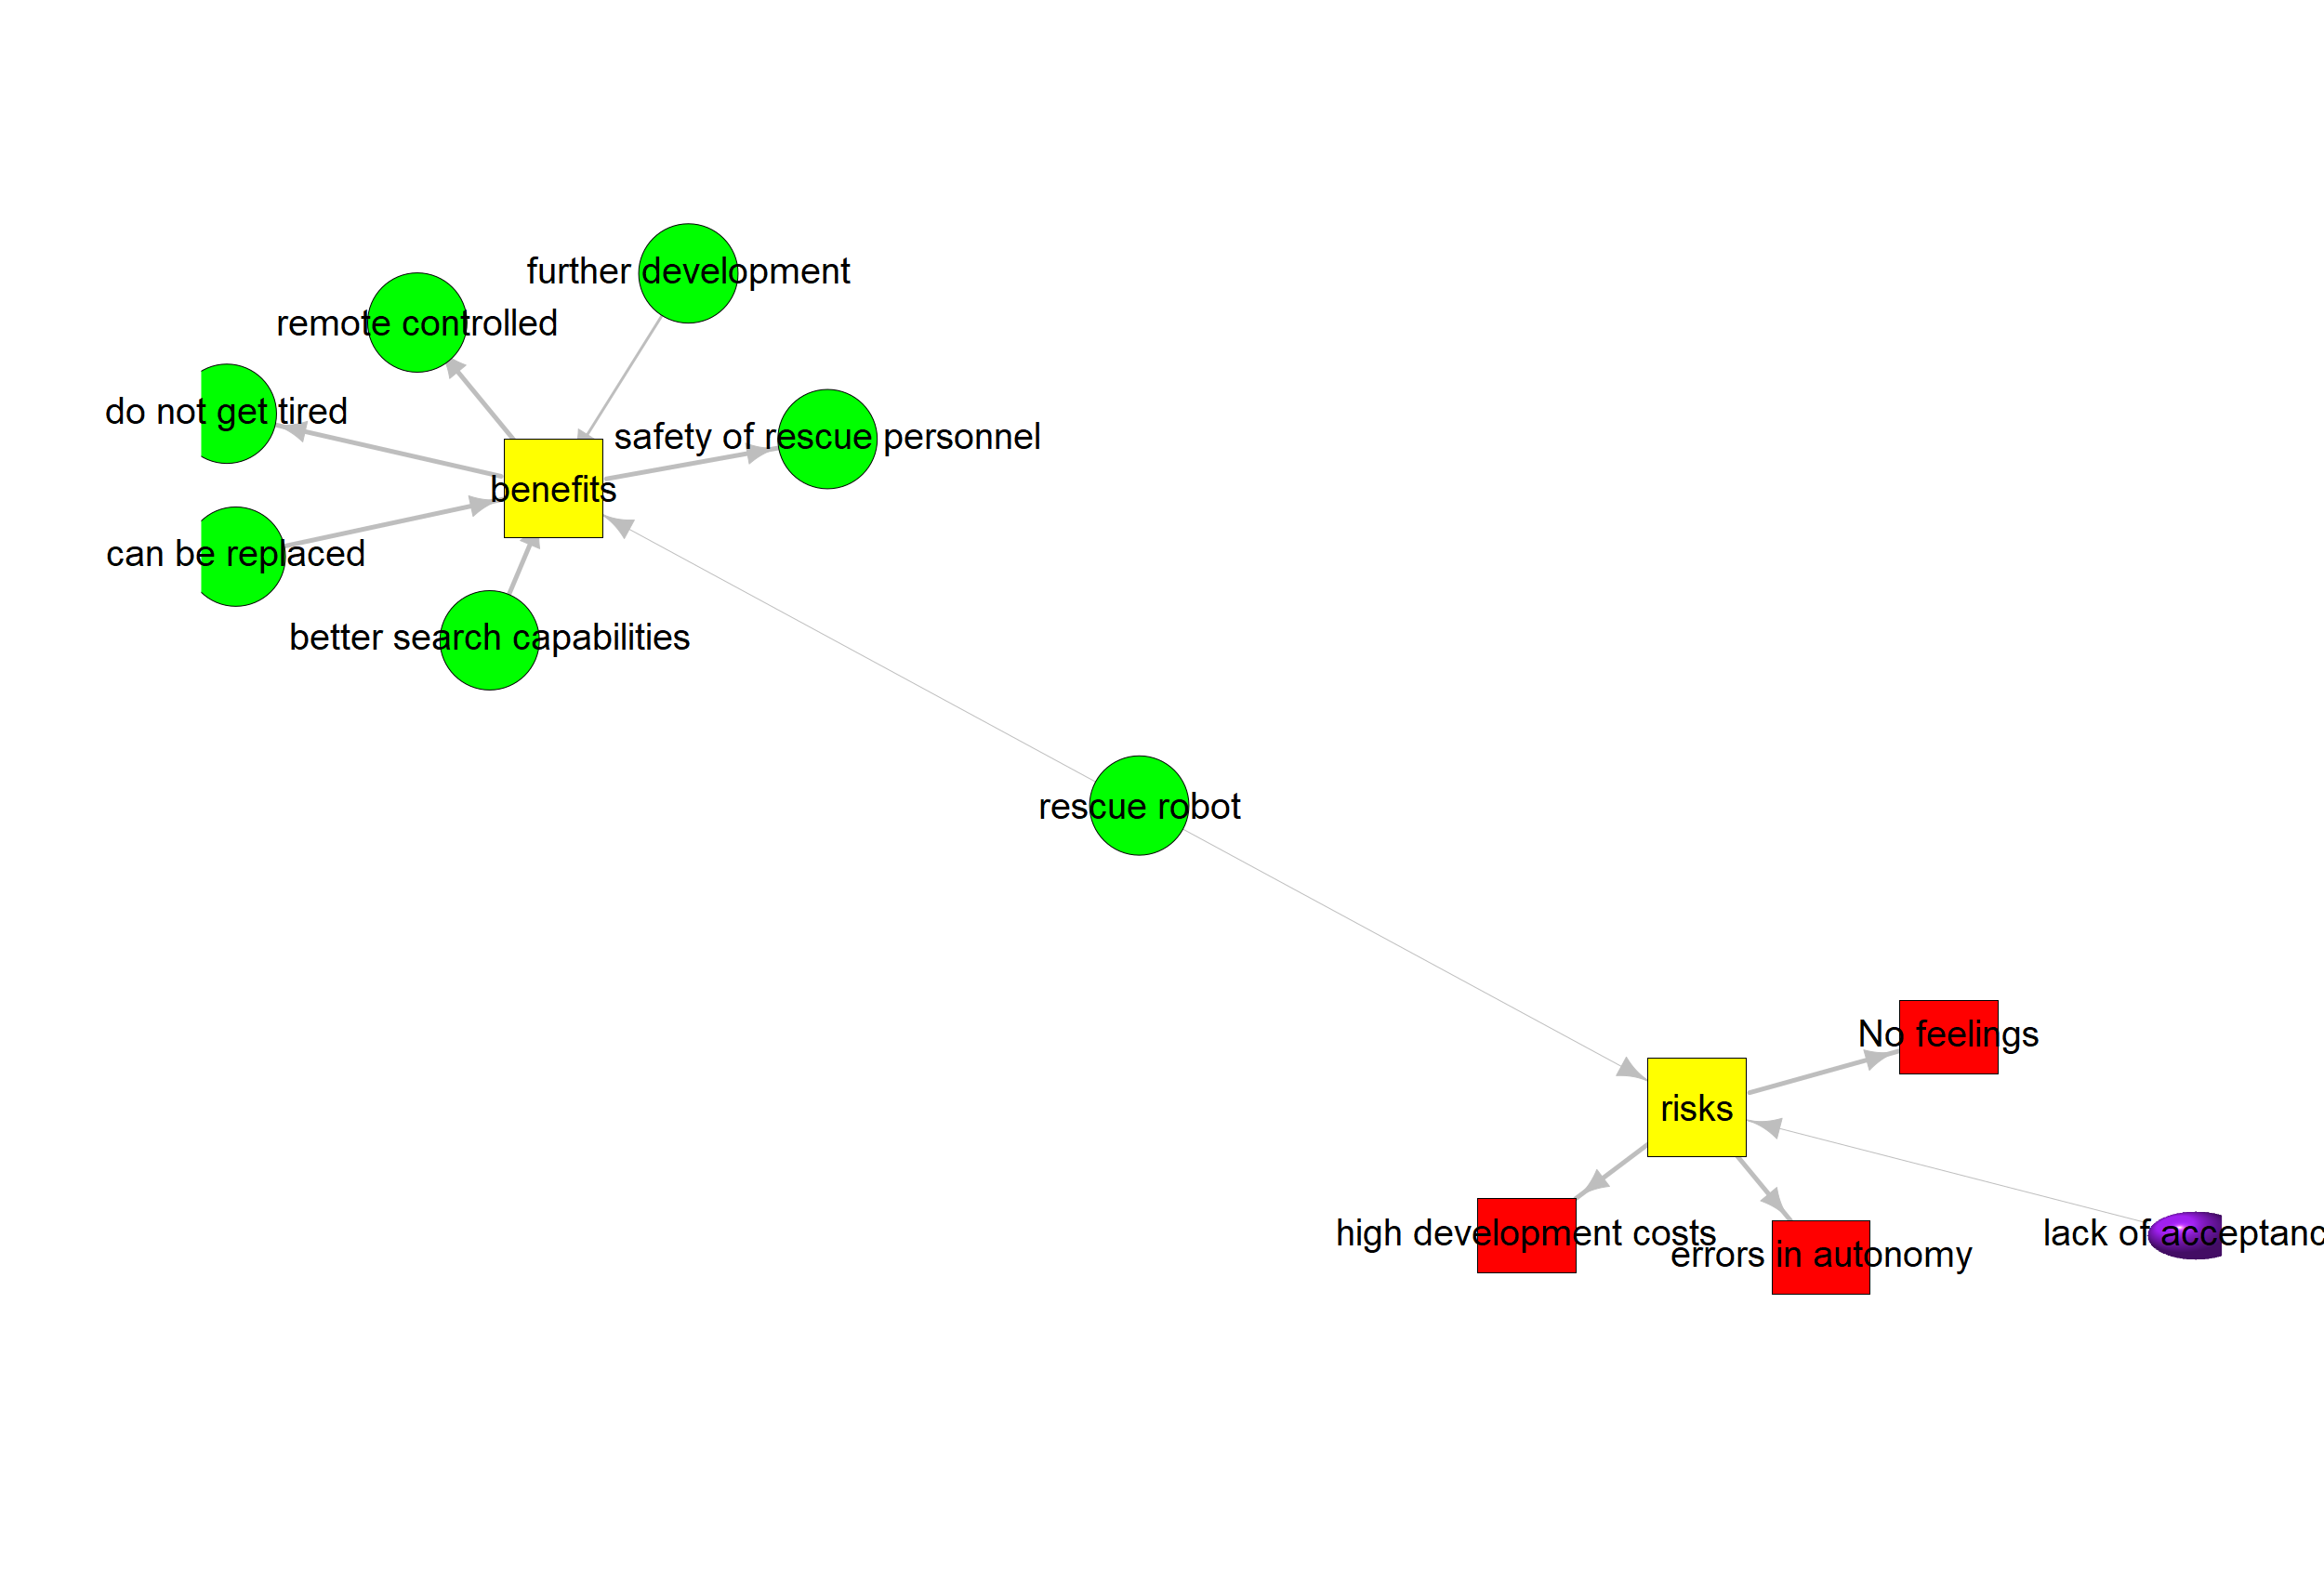 further development
remote controlled
do not get tired
safety of rescue personnel
benefits
can be replaced
better search capabilities
rescue robot
No feelings
risks
high development costs
lack of acceptanc
errors in autonomy